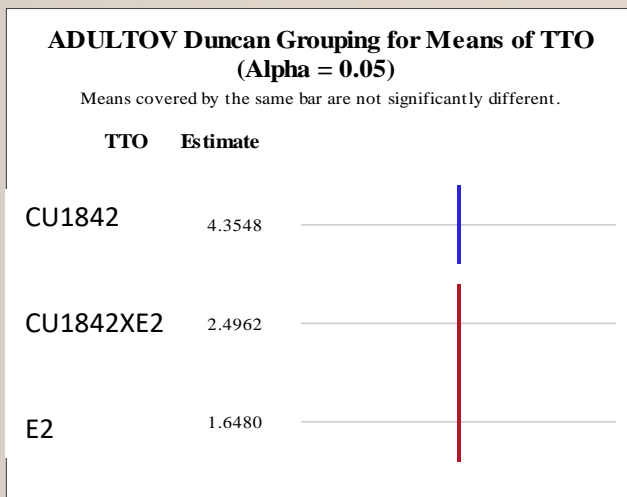 ADULTOV Duncan Grouping for Means of TTO
(Alpha = 0.05)
Means covered by the same bar are not significantly different.
TTO Estimate
CU1842 4.3548
CU1842XE2 2.4962
E2 1.6480